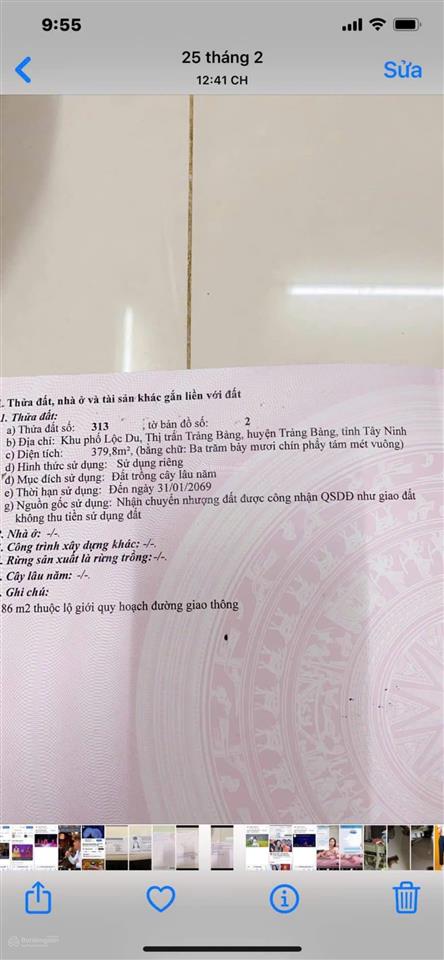 9:55
25 tháng 2
12:41 CH
Sửa
I. Thửa đất, nhà ở và tài sản khác gắn liền với đất
1. Thửa đất:
a) Thửa đất số: 313 tờ bản đồ số: 2
b) Địa chỉ: Khu phố Lộc Du, Thị trấn Trảng Bàng, huyện Trảng Bàng, tỉnh Tây Ninh
c) Diện tích: 379,8m², (bằng chữ: Ba trăm bảy mươi chín phẩy tám mét vuông)
d) Hình thức sử dụng: Sử dụng riêng
đ) Mục đích sử dụng: Đất trồng cây lâu năm
e) Thời hạn sử dụng: Đến ngày 31/01/2069
g) Nguồn gốc sử dụng: Nhận chuyển nhượng đất được công nhận QSDĐ như giao đất
không thu tiền sử dụng đất
. Nhà ở: -/-.
. Công trình xây dựng khác: -/-.
. Rừng sản xuất là rừng trồng: -/-.
. Cây lâu năm: -/-.
. Ghi chú:
86 m2 thuộc lộ giới quy hoạch đường giao thông
Batdongsan